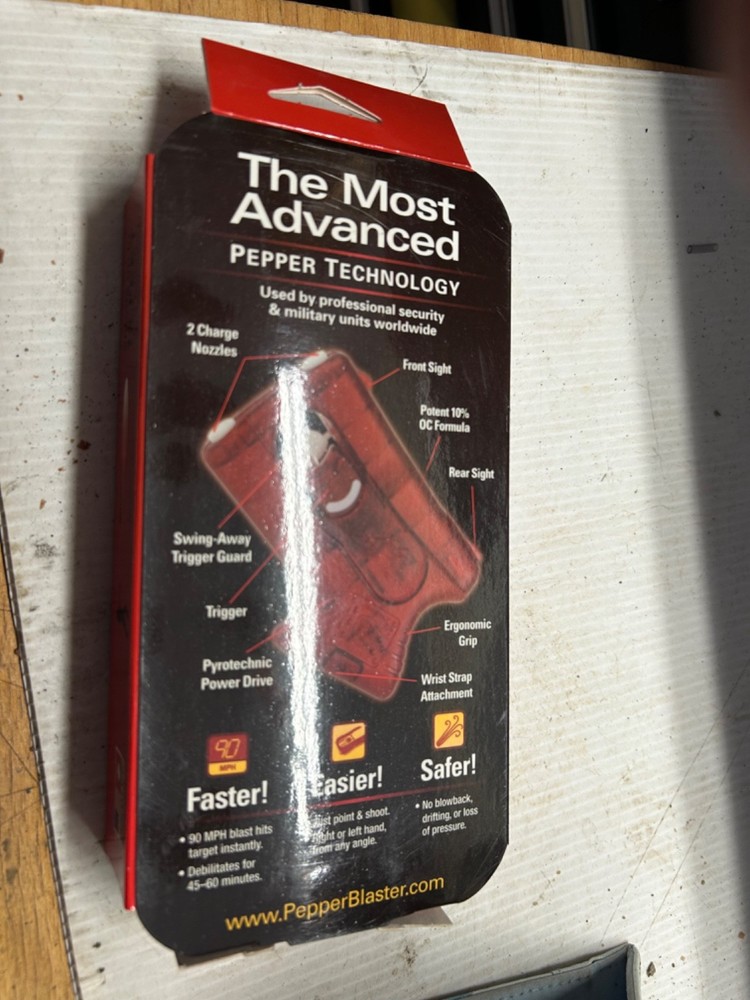 The Most
Advanced
PEPPER TECHNOLOGY
Used by professional security
& military units worldwide
2 Charge
Nozzles
Front Sight
Potent 10%
OC Formula
Rear Sight
Swing-Away
Trigger Guard
Trigger
Ergonomic
Grip
Pyrotechnic
Power Drive
Wrist Strap
Attachment
90
MPH
Faster!
• 90 MPH blast hits
target instantly.
• Debilitates for
45–60 minutes.
Easier!
Just point & shoot.
Right or left hand,
from any angle.
Safer!
• No blowback,
drifting, or loss
of pressure.
www.PepperBlaster.com